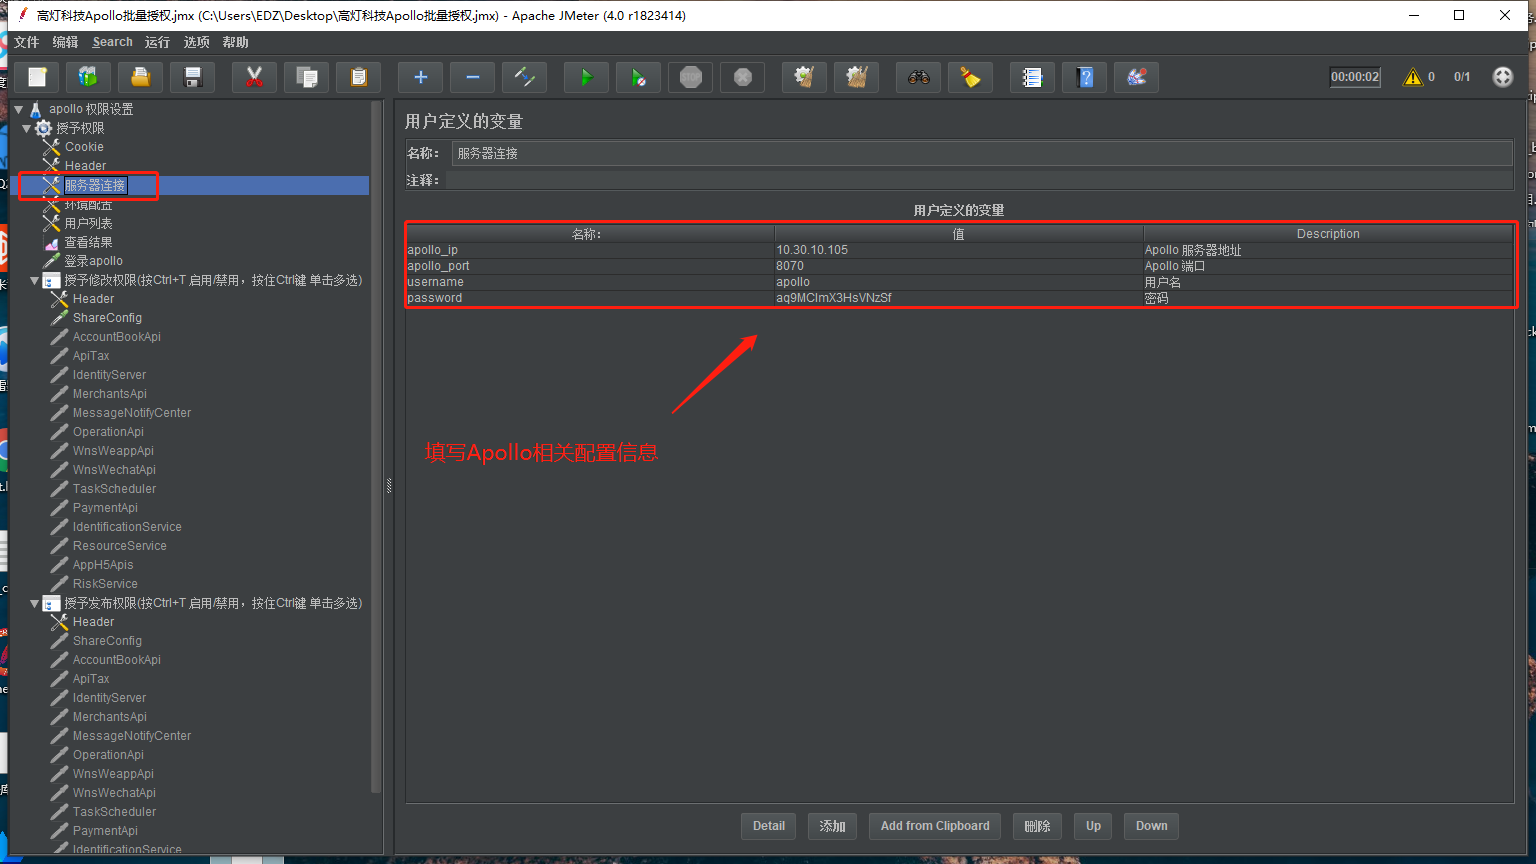 高灯科技Apollo批量授权.jmx (C:\Users\EDZ\Desktop\高灯科技Apollo批量授权.jmx) - Apache JMeter (4.0 r1823414)
文件 编辑 Search 运行 选项 帮助
00:00:02 0 0/1
apollo 权限设置
授予权限
Cookie
Header
服务器连接
环境配置
用户列表
查看结果
登录apollo
授予修改权限(按Ctrl+T 启用/禁用，按住Ctrl键 单击多选)
Header
ShareConfig
AccountBookApi
ApiTax
IdentityServer
MerchantsApi
MessageNotifyCenter
OperationApi
WnsWeappApi
WnsWechatApi
TaskScheduler
PaymentApi
IdentificationService
ResourceService
AppH5Apis
RiskService
授予发布权限(按Ctrl+T 启用/禁用，按住Ctrl键 单击多选)
Header
ShareConfig
AccountBookApi
ApiTax
IdentityServer
MerchantsApi
MessageNotifyCenter
OperationApi
WnsWeappApi
WnsWechatApi
TaskScheduler
PaymentApi
IdentificationService
用户定义的变量
名称： 服务器连接
注释：
用户定义的变量
名称: 值 Description
apollo_ip 10.30.10.105 Apollo 服务器地址
apollo_port 8070 Apollo 端口
username apollo 用户名
password aq9MCImX3HsVNzSf 密码
填写Apollo相关配置信息
Detail 添加 Add from Clipboard 删除 Up Down